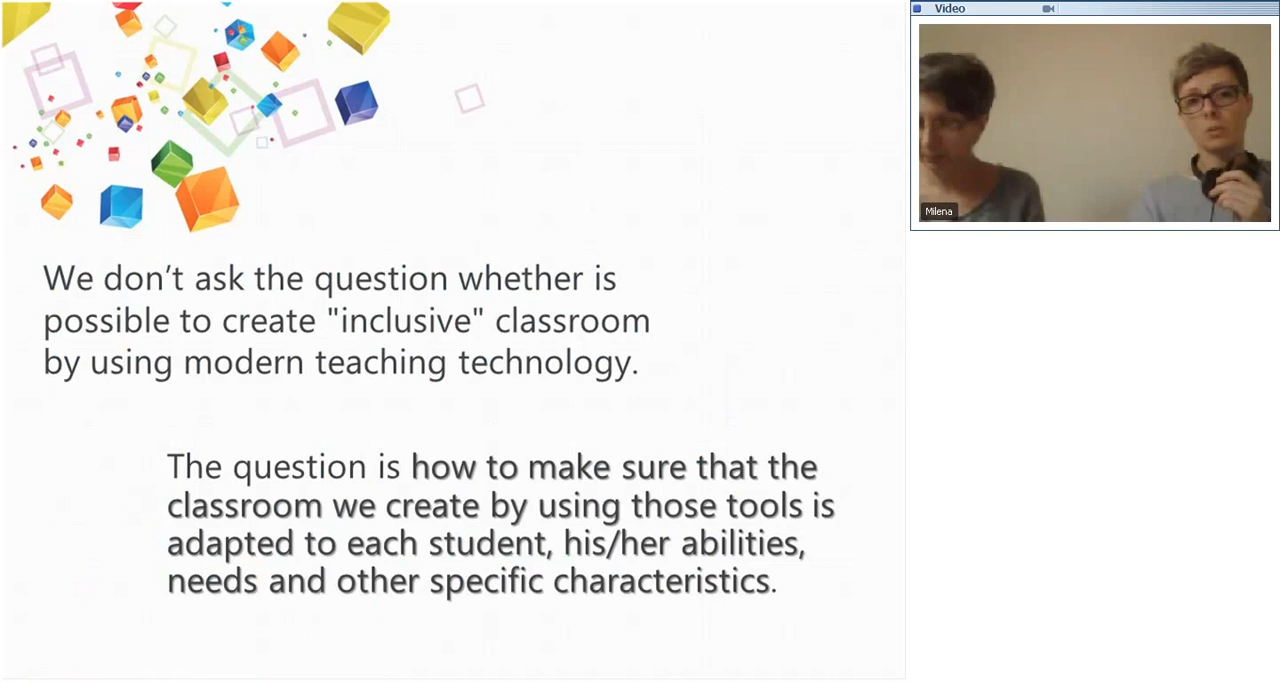 Video
Milena
We don't ask the question whether is
possible to create "inclusive" classroom
by using modern teaching technology.
The question is how to make sure that the
classroom we create by using those tools is
adapted to each student, his/her abilities,
needs and other specific characteristics.